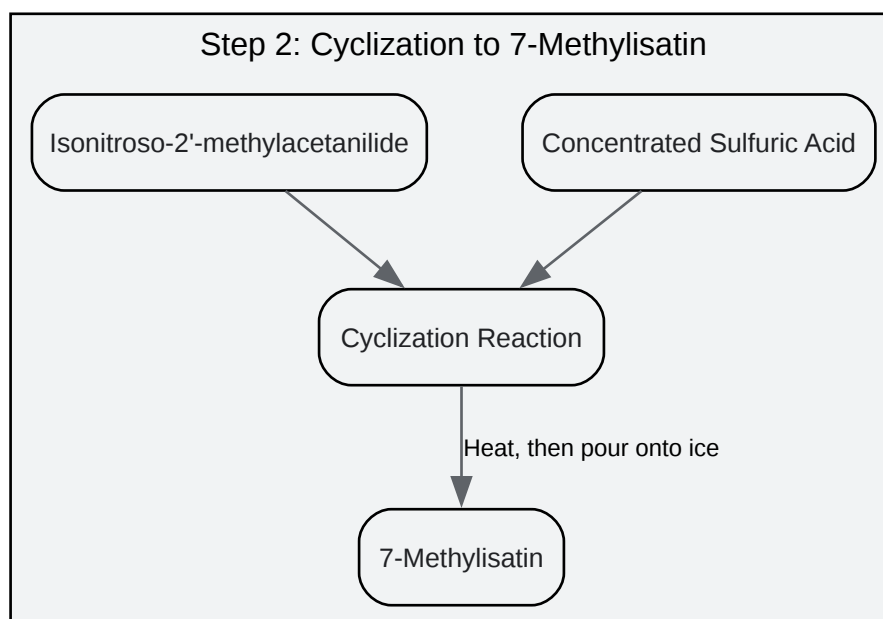 Step 2: Cyclization to 7-Methylisatin
Isonitroso-2'-methylacetanilide
Concentrated Sulfuric Acid
Cyclization Reaction
Heat, then pour onto ice
7-Methylisatin